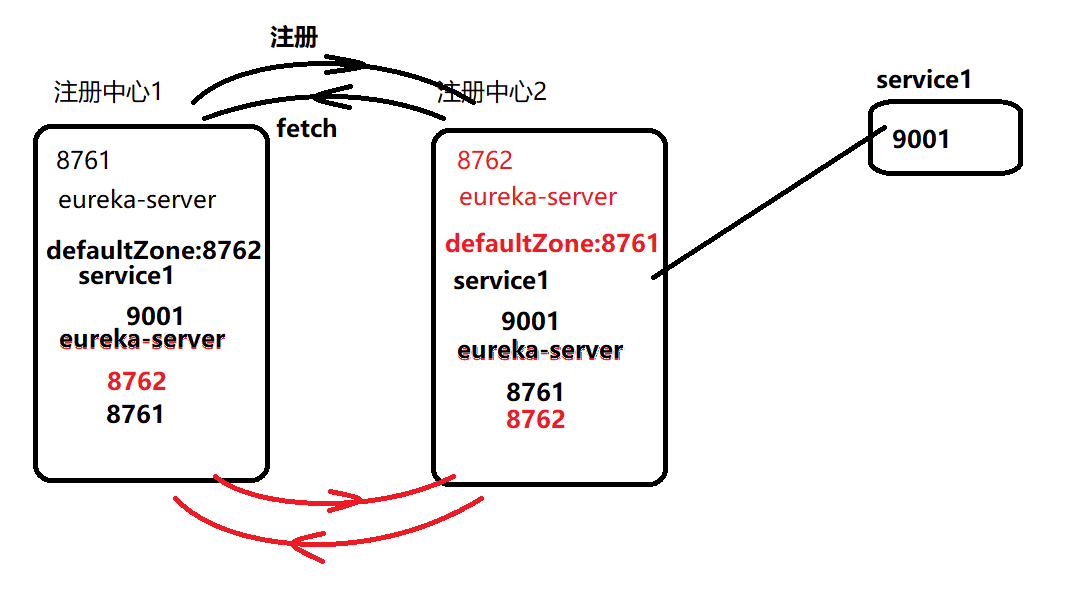 注册
注册中心1
注册中心2
service1
fetch
9001
8761
eureka-server
defaultZone:8762
service1
9001
eureka-server
8762
8761
8762
eureka-server
defaultZone:8761
service1
9001
eureka-server
8761
8762